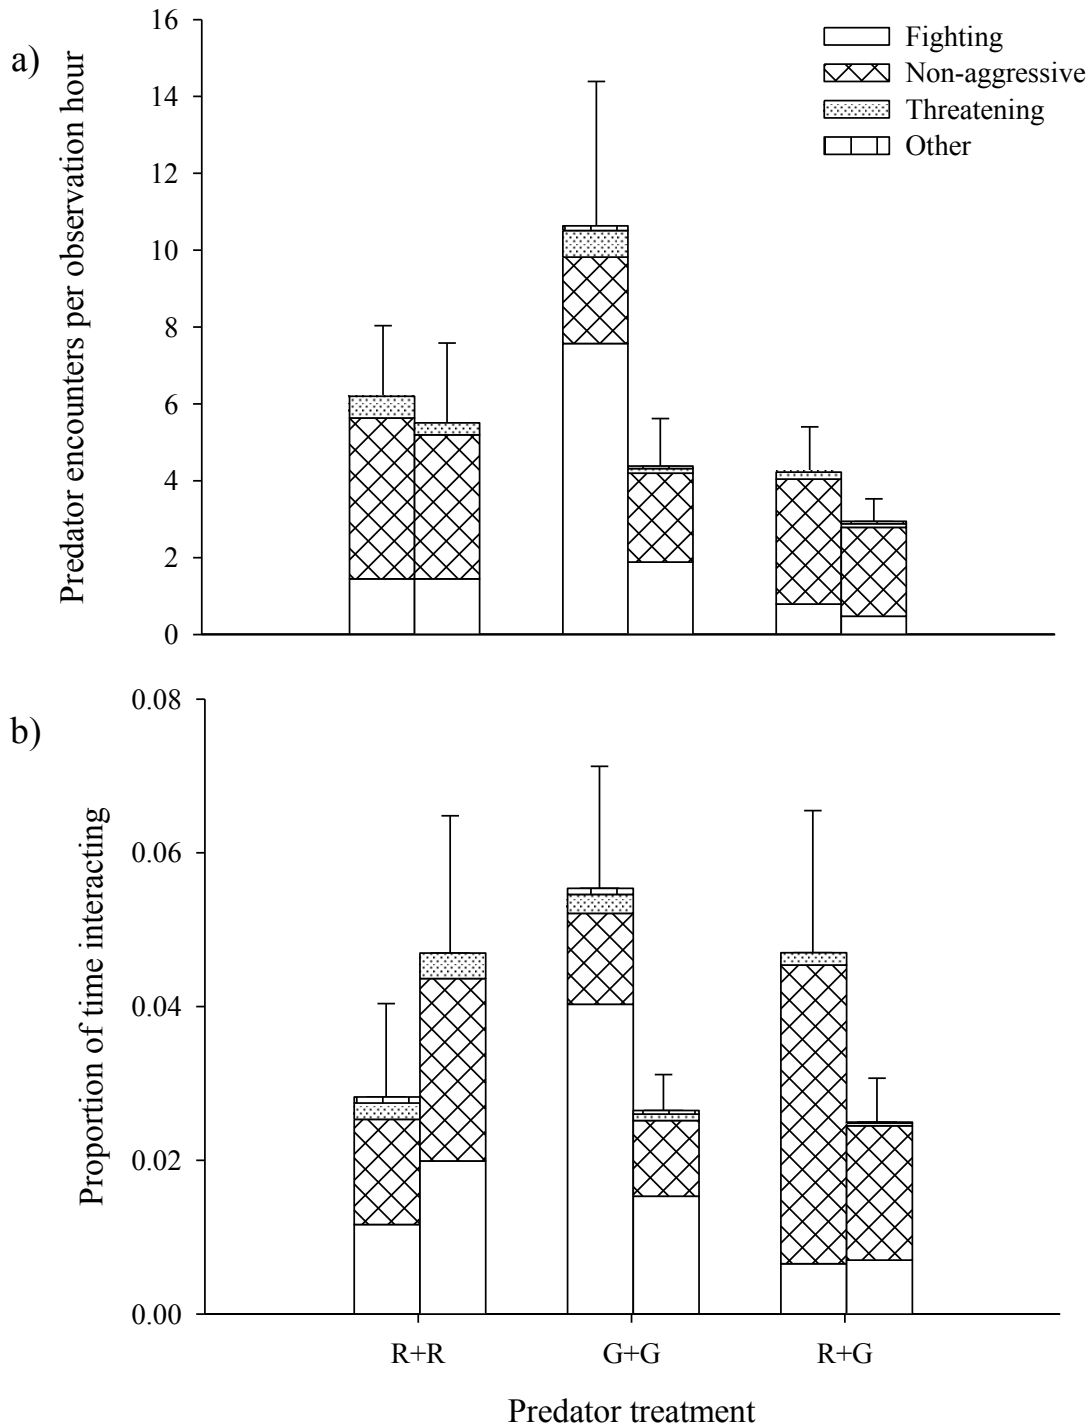 a)
Predator encounters per observation hour
16
14
12
10
8
6
4
2
0
Fighting
Non-aggressive
Threatening
Other
b)
Proportion of time interacting
0.08
0.06
0.04
0.02
0.00
R+R
G+G
R+G
Predator treatment